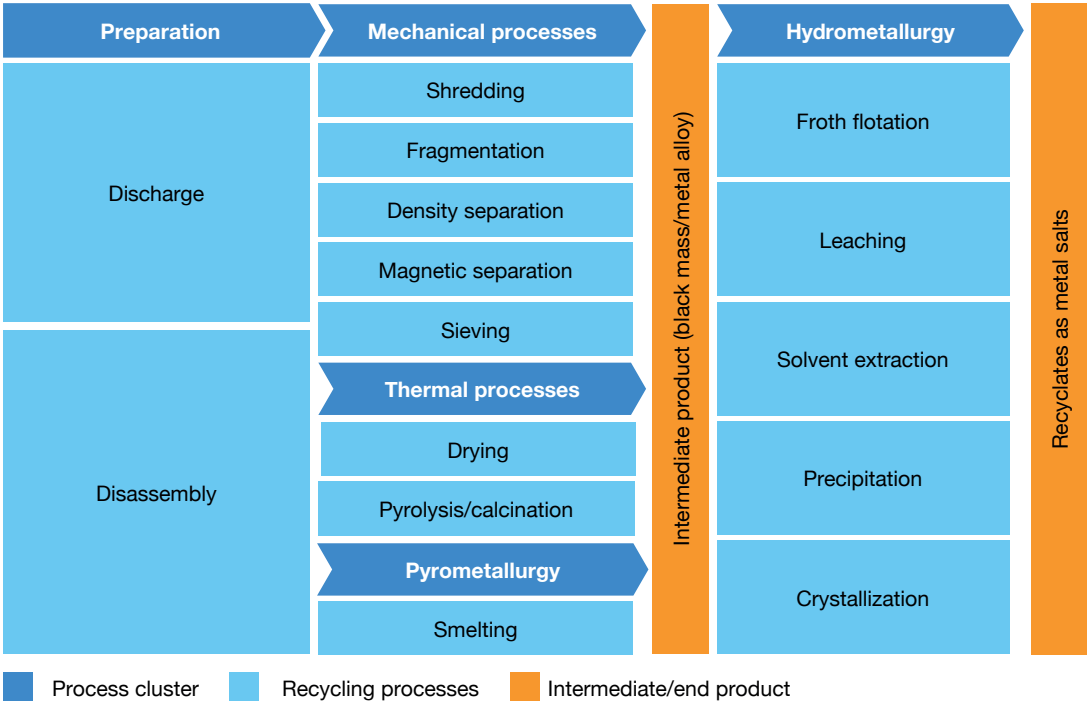 Preparation
Discharge
Disassembly
Mechanical processes
Shredding
Fragmentation
Density separation
Magnetic separation
Sieving
Thermal processes
Drying
Pyrolysis/calcination
Pyrometallurgy
Smelting
Intermediate product (black mass/metal alloy)
Hydrometallurgy
Froth flotation
Leaching
Solvent extraction
Precipitation
Crystallization
Recyclates as metal salts
Process cluster
Recycling processes
Intermediate/end product